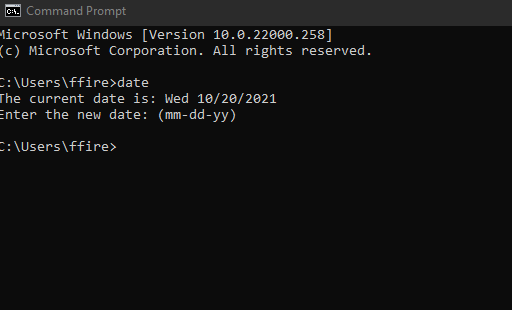 Command Prompt
Microsoft Windows [Version 10.0.22000.258]
(c) Microsoft Corporation. All rights reserved.
C:\Users\ffire>date
The current date is: Wed 10/20/2021
Enter the new date: (mm-dd-yy)
C:\Users\ffire>